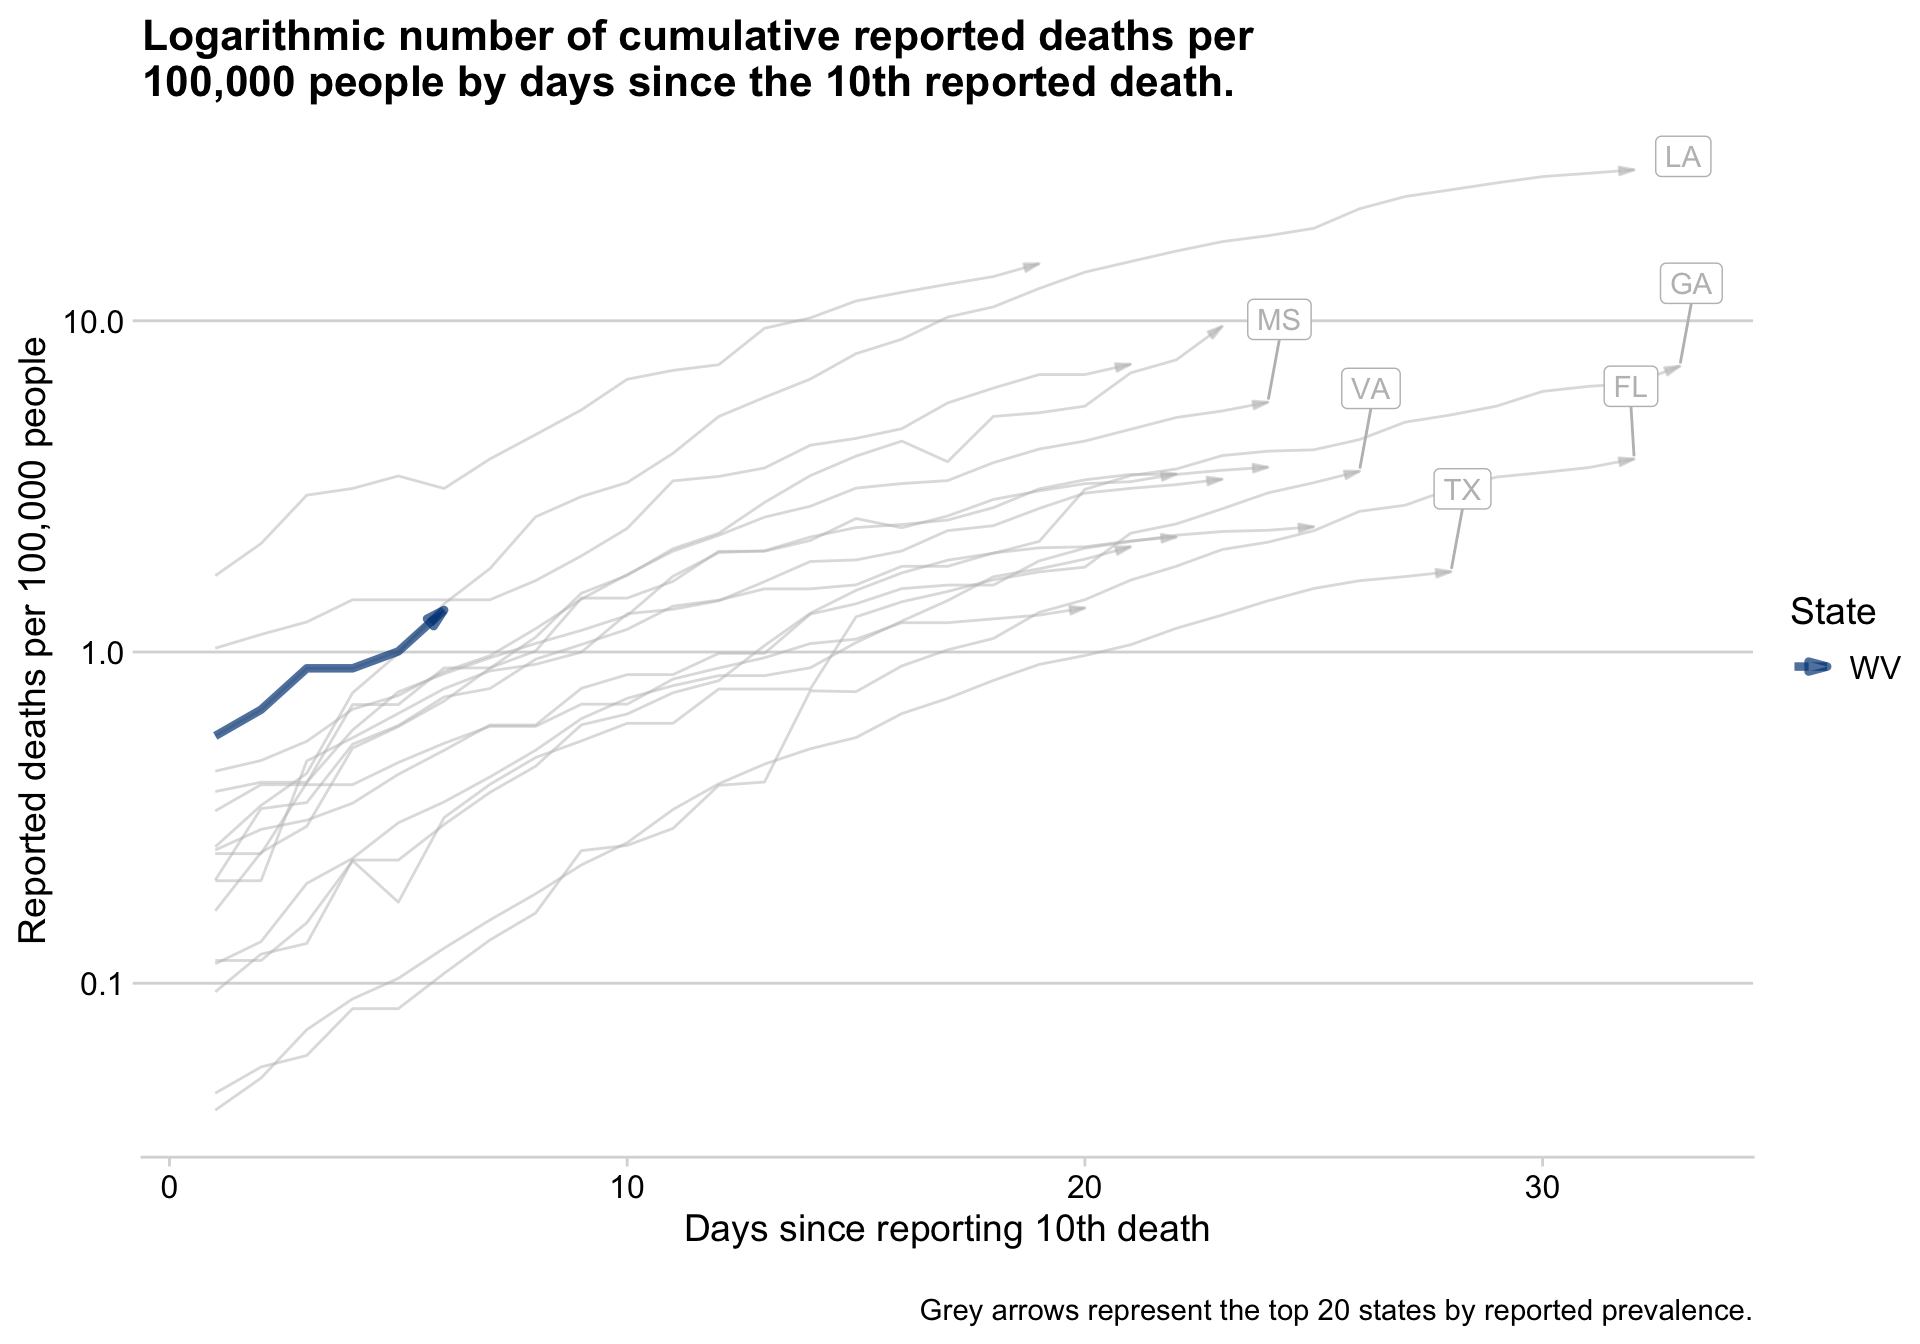 Logarithmic number of cumulative reported deaths per
100,000 people by days since the 10th reported death.
LA
GA
10.0
MS
FL
VA
TX
Reported deaths per 100,000 people
State
WV
1.0
0.1
0
10
20
30
Days since reporting 10th death
Grey arrows represent the top 20 states by reported prevalence.